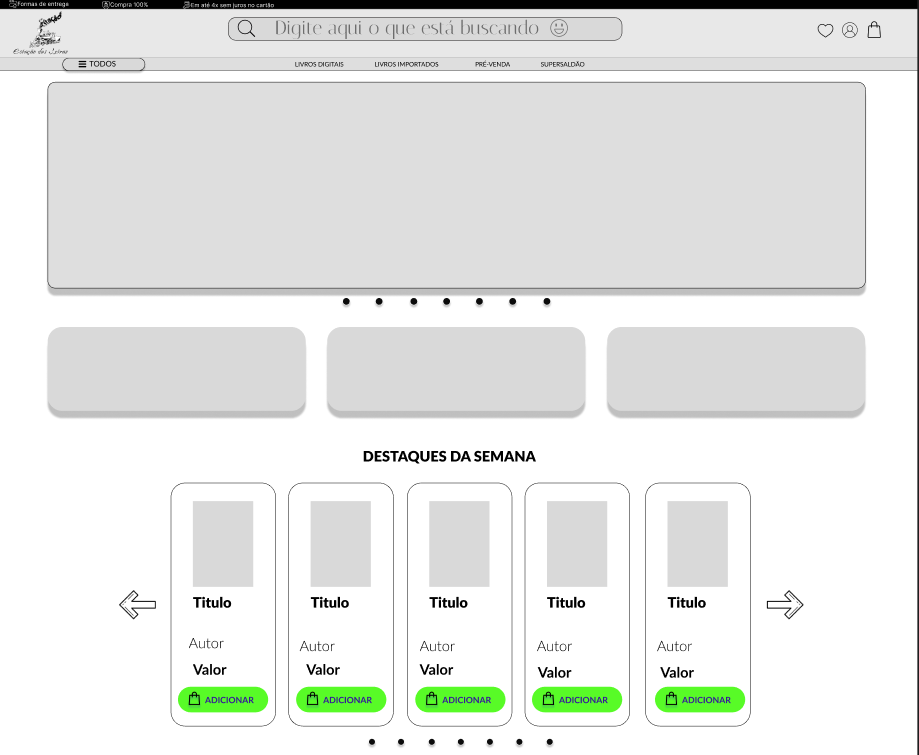 Formas de entrega Compra 100% Em até 4x sem juros no cartão
Estação das Letras
Digite aqui o que está buscando
TODOS LIVROS DIGITAIS LIVROS IMPORTADOS PRÉ-VENDA SUPERSALDÃO
DESTAQUES DA SEMANA
Titulo Titulo Titulo Titulo Titulo
Autor Autor Autor Autor Autor
Valor Valor Valor Valor Valor
ADICIONAR ADICIONAR ADICIONAR ADICIONAR ADICIONAR